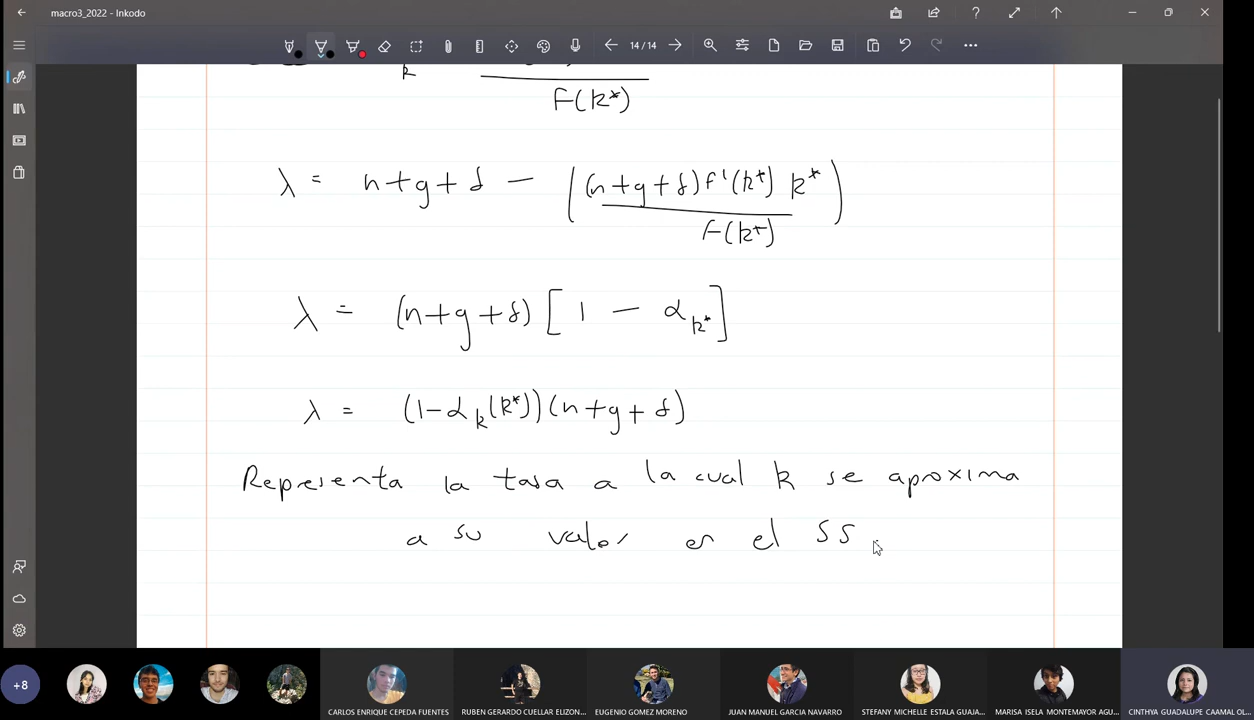 macro3_2022 - Inkodo
14 / 14
k
F(k*)
λ = n+g+δ − ((n+g+δ)f'(k*) k*)
F(k*)
λ = (n+g+δ) [1 − α_k*]
λ = (1-α_k(k*))(n+g+δ)
Representa la tasa a la cual k se aproxima
a su valor en el SS
+8
CARLOS ENRIQUE CEPEDA FUENTES
RUBEN GERARDO CUELLAR ELIZON...
EUGENIO GOMEZ MORENO
JUAN MANUEL GARCIA NAVARRO
STEFANY MICHELLE ESTALA GUAJA...
MARISA ISELA MONTEMAYOR AGU...
CINTHYA GUADALUPE CAAMAL OL...